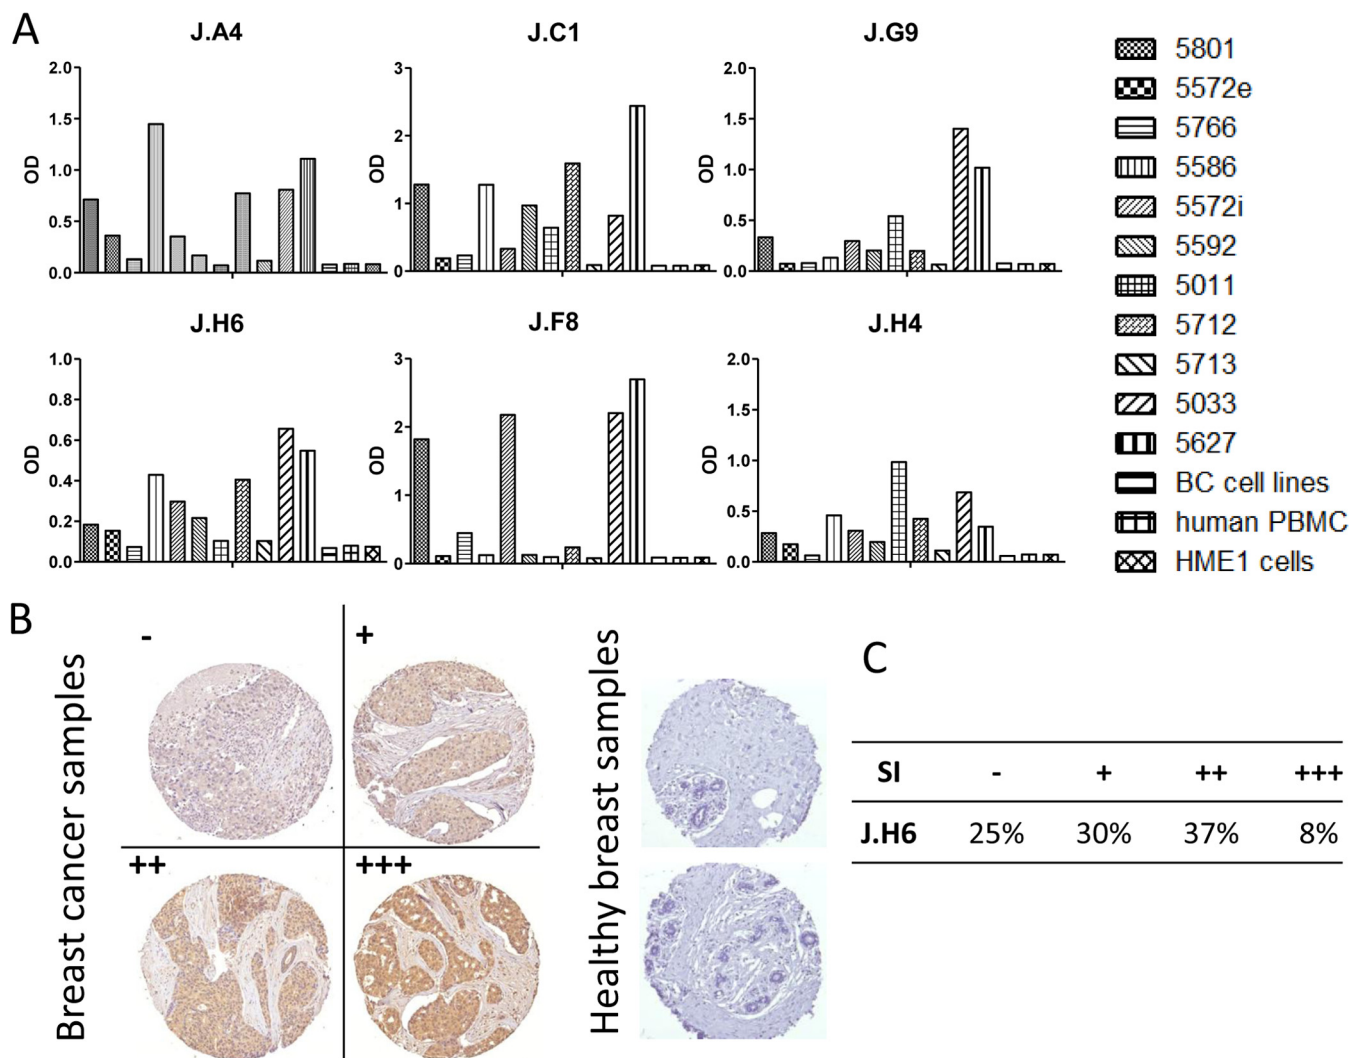 A
J.A4
2.0
1.5
1.0
0.5
0.0
OD
J.C1
3
2
1
0
OD
J.G9
2.0
1.5
1.0
0.5
0.0
OD
J.H6
1.0
0.8
0.6
0.4
0.2
0.0
OD
J.F8
3
2
1
0
OD
J.H4
2.0
1.5
1.0
0.5
0.0
OD
5801
5572e
5766
5586
5572i
5592
5011
5712
5713
5033
5627
BC cell lines
human PBMC
HME1 cells
B
Breast cancer samples
-
+
++
+++
Healthy breast samples
C
SI - + ++ +++
J.H6 25% 30% 37% 8%